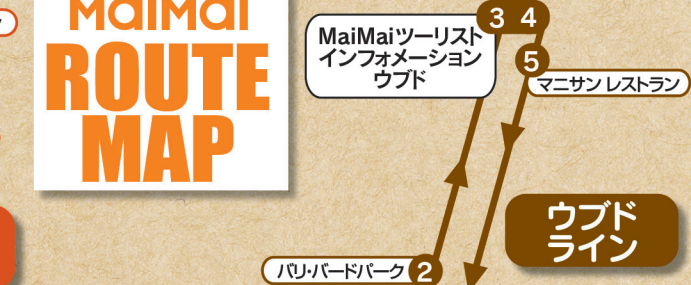 MaiMai
ROUTE
MAP
MaiMaiツーリスト
インフォメーション
ウブド
3 4
5
マニサン レストラン
ウブド
ライン
バリ・バードパーク 2